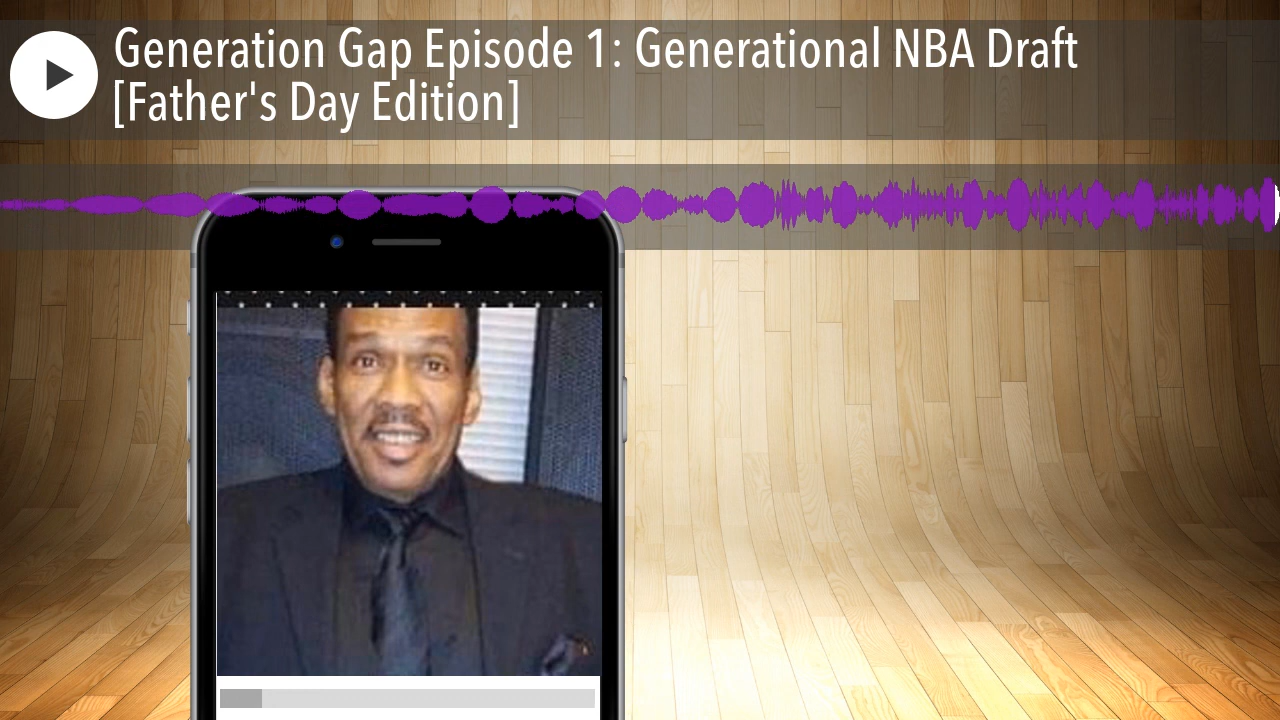 Generation Gap Episode 1: Generational NBA Draft
[Father's Day Edition]